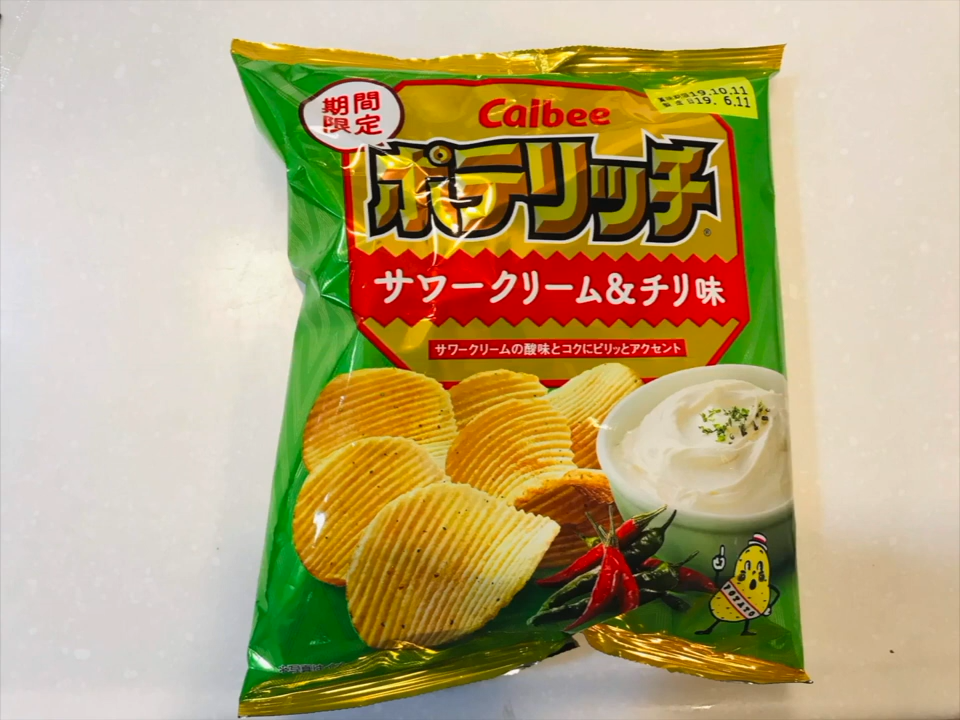 期間
限定
Calbee
19.10.11
19. 6.11
ポテリッチ
®
サワークリーム&チリ味
サワークリームの酸味とコクにピリッとアクセント
POTATO